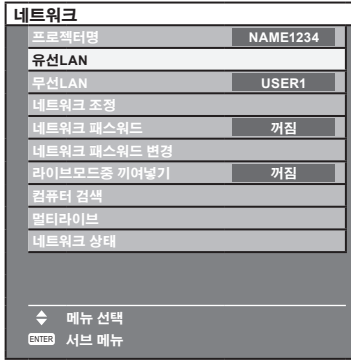 네트워크
프로젝터명 NAME1234
유선LAN
무선LAN USER1
네트워크 조정
네트워크 패스워드 꺼짐
네트워크 패스워드 변경
라이브모드중 끼여넣기 꺼짐
컴퓨터 검색
멀티라이브
네트워크 상태
메뉴 선택
ENTER 서브 메뉴